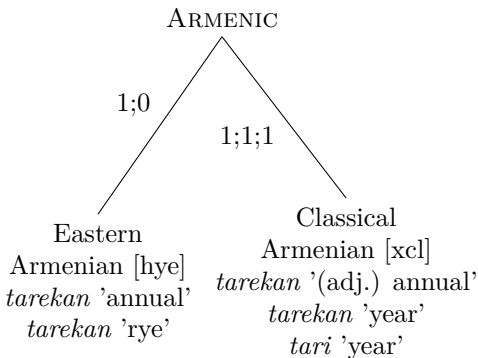 ARMENIC
1;0
1;1;1
Eastern
Armenian [hye]
tarekan ’annual’
tarekan ’rye’
Classical
Armenian [xcl]
tarekan ’(adj.) annual’
tarekan ’year’
tari ’year’